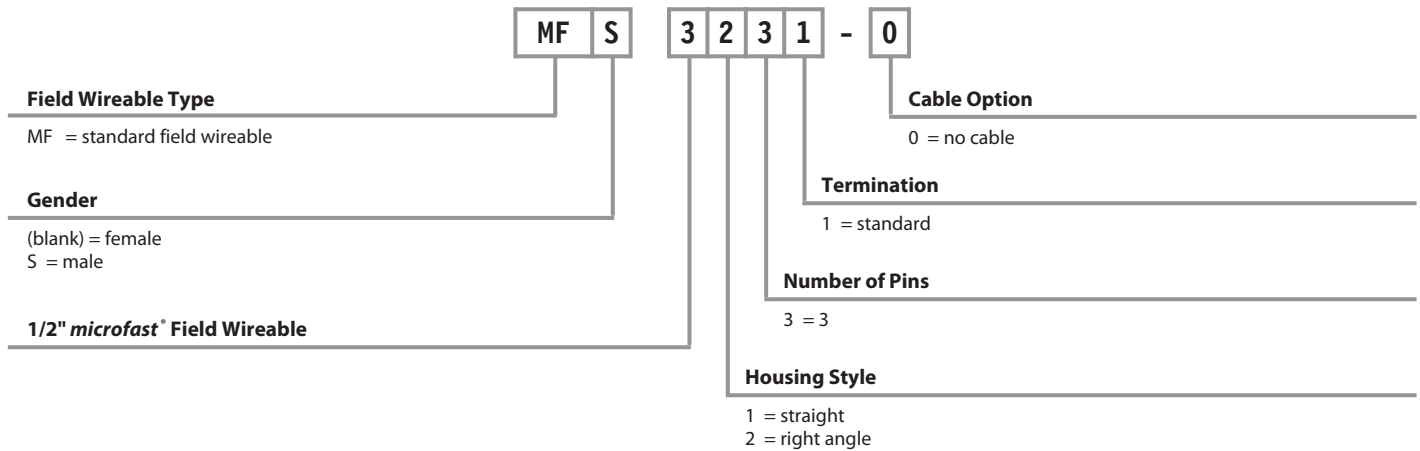 MF S 3 2 3 1 - 0
Field Wireable Type
MF = standard field wireable
Gender
(blank) = female
S = male
1/2" microfast® Field Wireable
Cable Option
0 = no cable
Termination
1 = standard
Number of Pins
3 = 3
Housing Style
1 = straight
2 = right angle